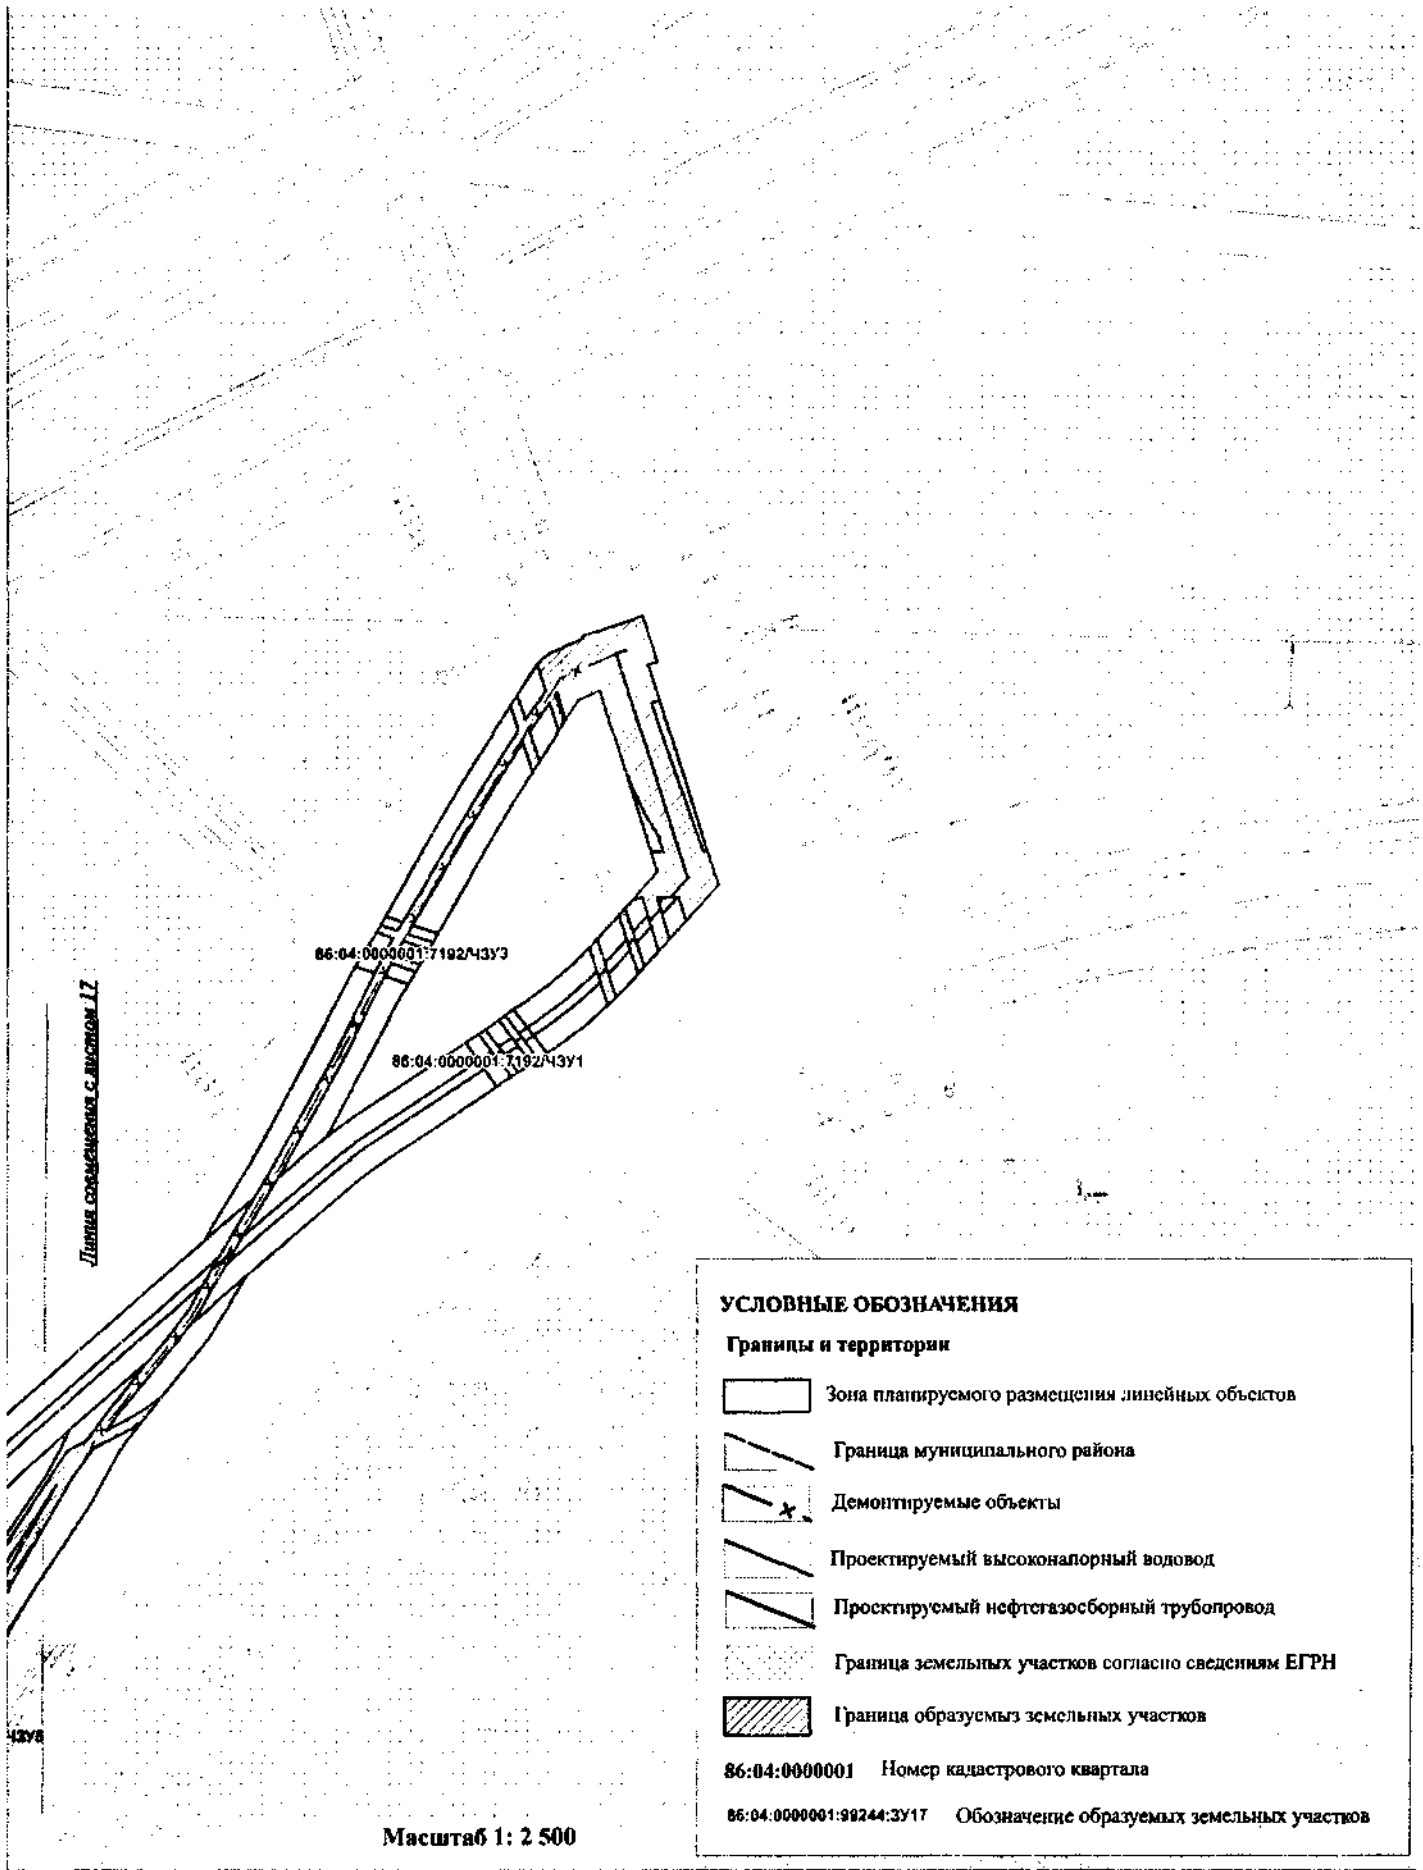 86:04:0000001:7192/ЧЗУ3
86:04:0000001:7192/ЧЗУ1
Линия совмещения с листом 17
УСЛОВНЫЕ ОБОЗНАЧЕНИЯ
Границы и территории
Зона планируемого размещения линейных объектов
Граница муниципального района
Демонтируемые объекты
Проектируемый высоконапорный водовод
Проектируемый нефтегазосборный трубопровод
Граница земельных участков согласно сведениям ЕГРН
Граница образуемыз земельных участков
86:04:0000001 Номер кадастрового квартала
86:04:0000001:99244:ЗУ17 Обозначение образуемых земельных участков
Масштаб 1: 2 500